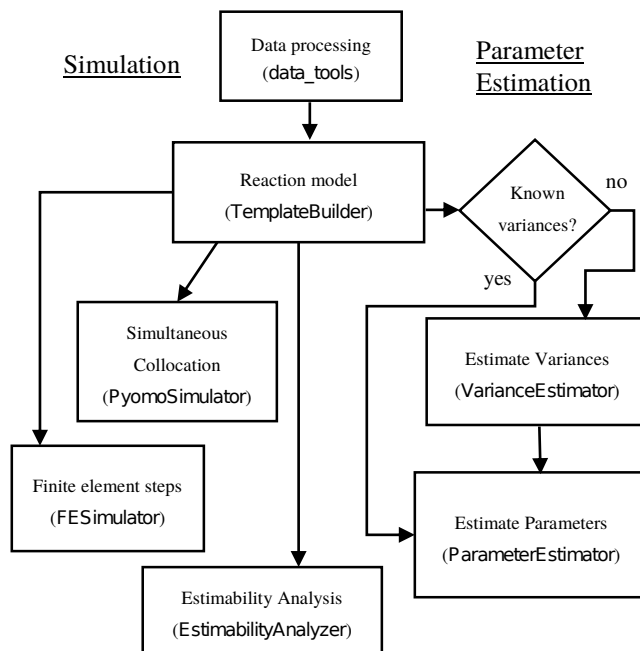 Data processing
(data_tools)
Simulation
Parameter
Estimation
Reaction model
(TemplateBuilder)
Known
variances?
no
yes
Simultaneous
Collocation
(PyomoSimulator)
Estimate Variances
(VarianceEstimator)
Finite element steps
(FESimulator)
Estimate Parameters
(ParameterEstimator)
Estimability Analysis
(EstimabilityAnalyzer)